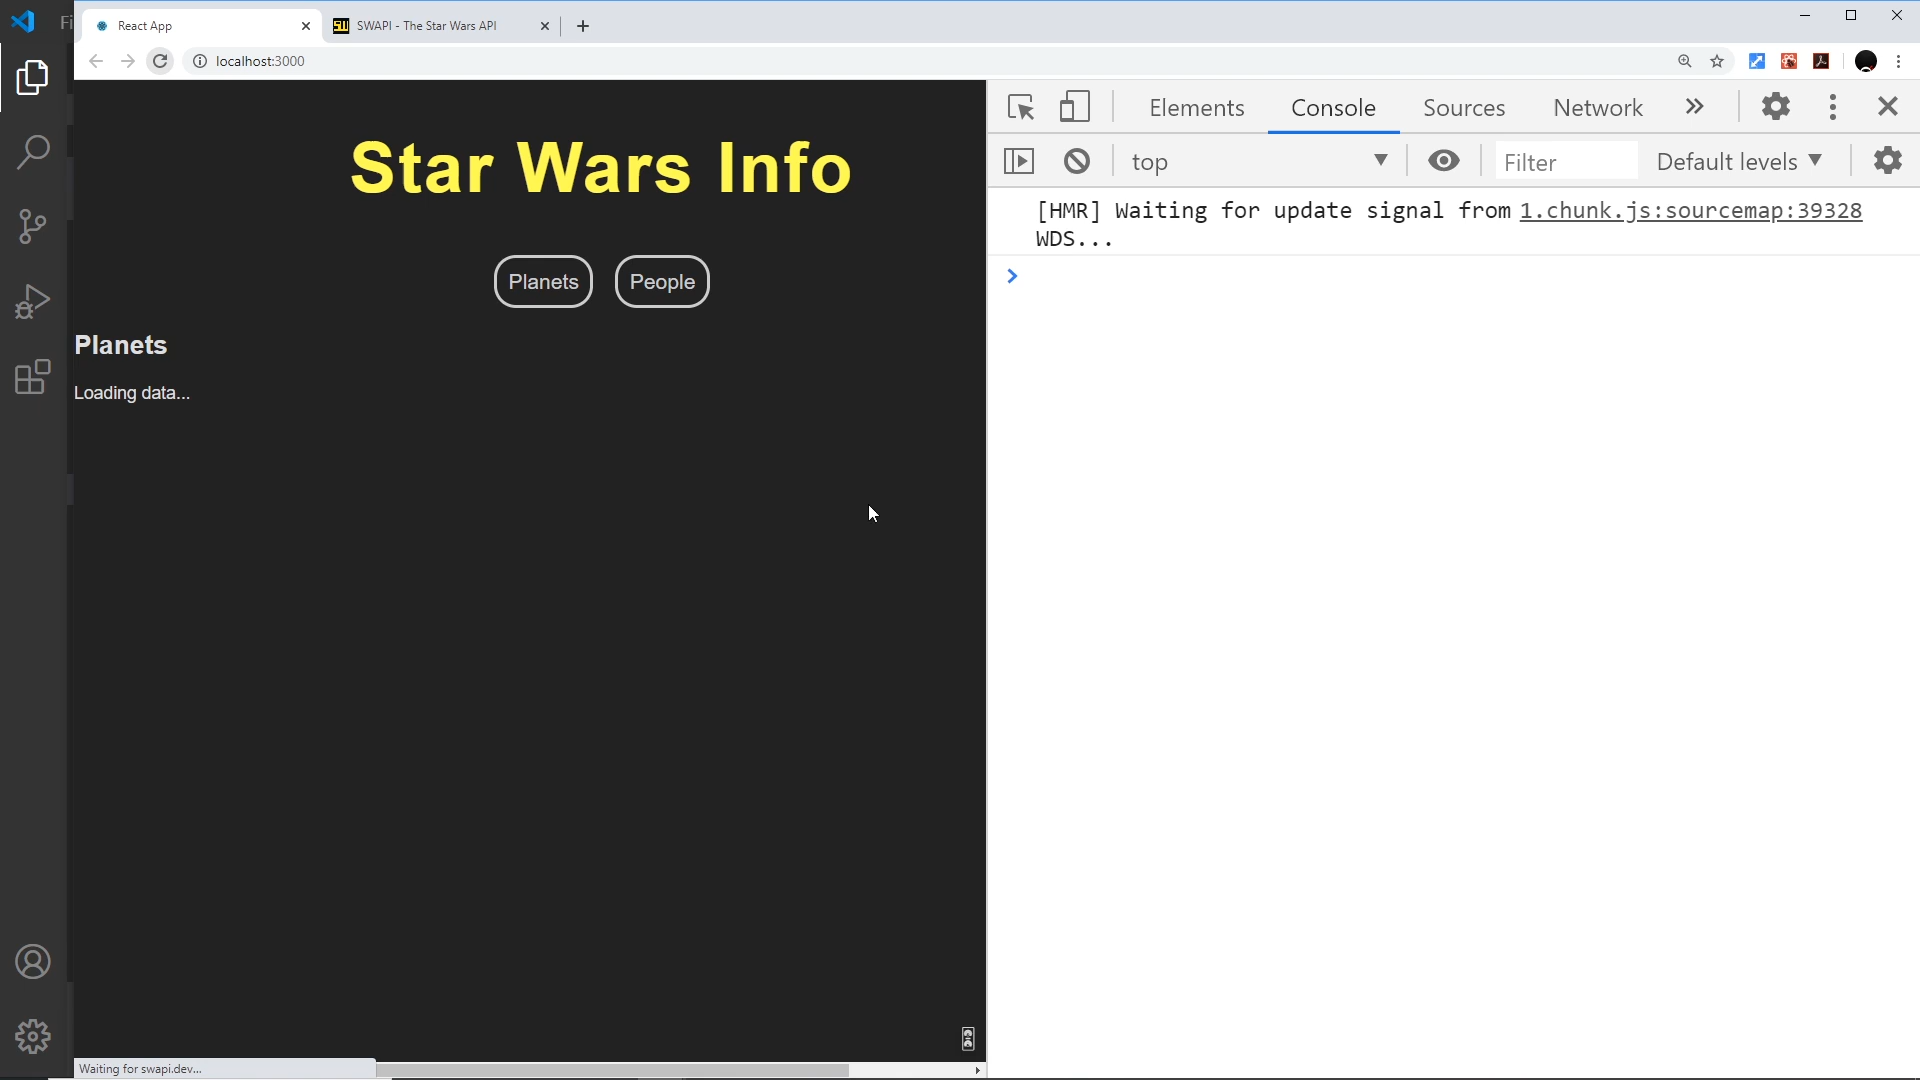 Fi
React App
SWAPI - The Star Wars API
localhost:3000
Star Wars Info
Planets
People
Planets
Loading data...
Waiting for swapi.dev...
Elements
Console
Sources
Network
top
Filter
Default levels
[HMR] Waiting for update signal from 1.chunk.js:sourcemap:39328
WDS...